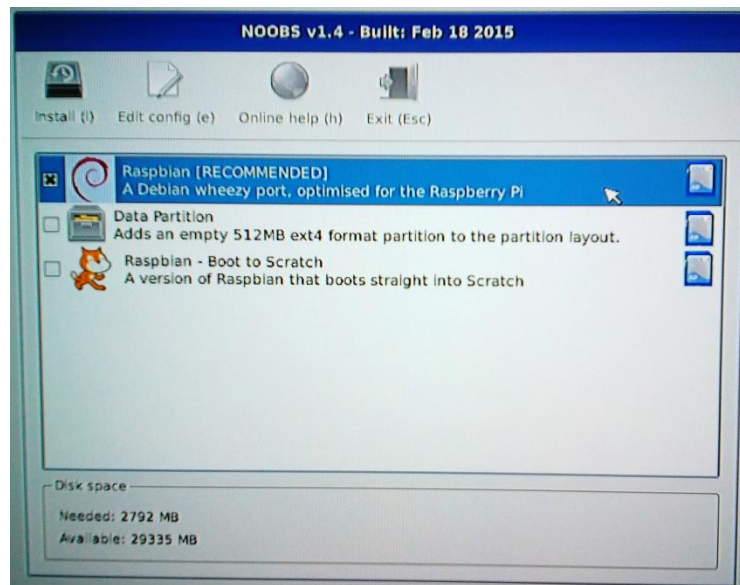 NOOBS v1.4 - Built: Feb 18 2015
Install (i) Edit config (e) Online help (h) Exit (Esc)
Raspbian [RECOMMENDED]
A Debian wheezy port, optimised for the Raspberry Pi
Data Partition
Adds an empty 512MB ext4 format partition to the partition layout.
Raspbian - Boot to Scratch
A version of Raspbian that boots straight into Scratch
Disk space
Needed: 2792 MB
Available: 29335 MB